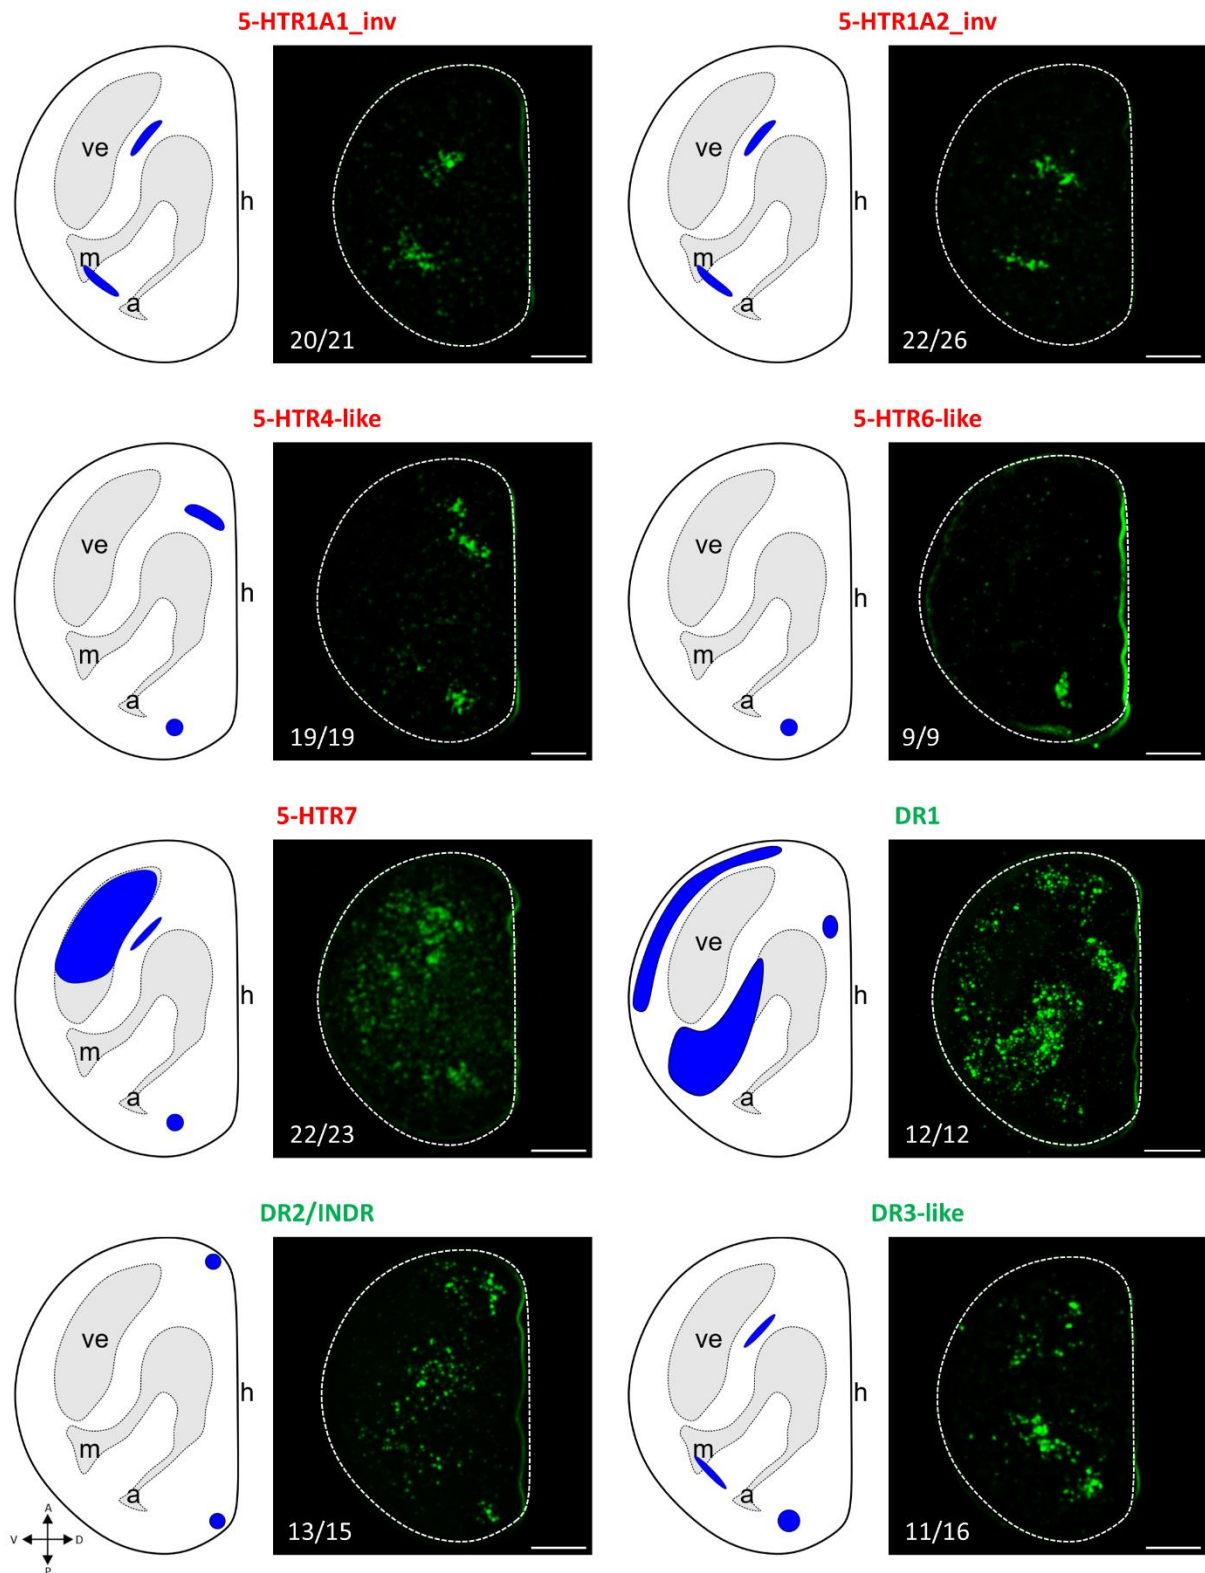 5-HTR1A1_inv
5-HTR1A2_inv
ve
m
a
h
20/21
ve
m
a
h
22/26
5-HTR4-like
5-HTR6-like
ve
m
a
h
19/19
ve
m
a
h
9/9
5-HTR7
DR1
m
a
h
22/23
ve
a
h
12/12
DR2/INDR
DR3-like
ve
m
a
h
A
V
D
P
13/15
ve
m
a
h
11/16